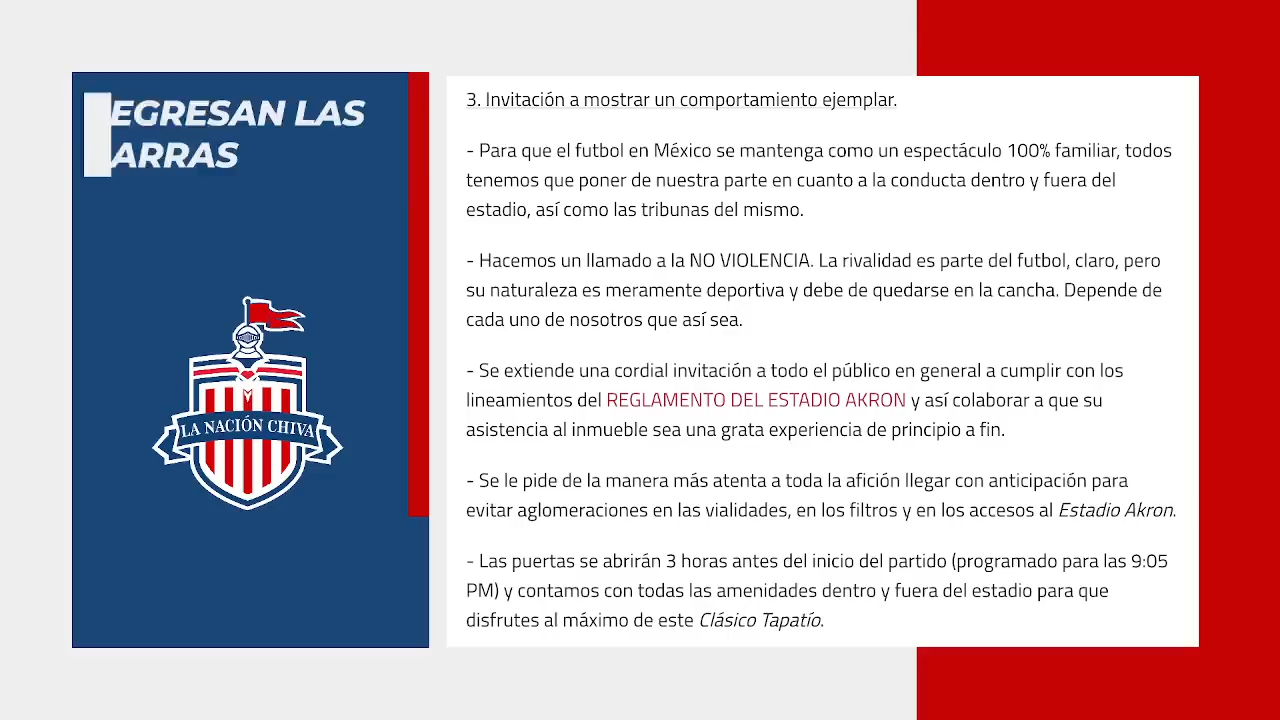 EGRESAN LAS
ARRAS
LA NACIÓN CHIVA
3. Invitación a mostrar un comportamiento ejemplar.
- Para que el futbol en México se mantenga como un espectáculo 100% familiar, todos
tenemos que poner de nuestra parte en cuanto a la conducta dentro y fuera del
estadio, así como las tribunas del mismo.
- Hacemos un llamado a la NO VIOLENCIA. La rivalidad es parte del futbol, claro, pero
su naturaleza es meramente deportiva y debe de quedarse en la cancha. Depende de
cada uno de nosotros que así sea.
- Se extiende una cordial invitación a todo el público en general a cumplir con los
lineamientos del REGLAMENTO DEL ESTADIO AKRON y así colaborar a que su
asistencia al inmueble sea una grata experiencia de principio a fin.
- Se le pide de la manera más atenta a toda la afición llegar con anticipación para
evitar aglomeraciones en las vialidades, en los filtros y en los accesos al Estadio Akron.
- Las puertas se abrirán 3 horas antes del inicio del partido (programado para las 9:05
PM) y contamos con todas las amenidades dentro y fuera del estadio para que
disfrutes al máximo de este Clásico Tapatío.